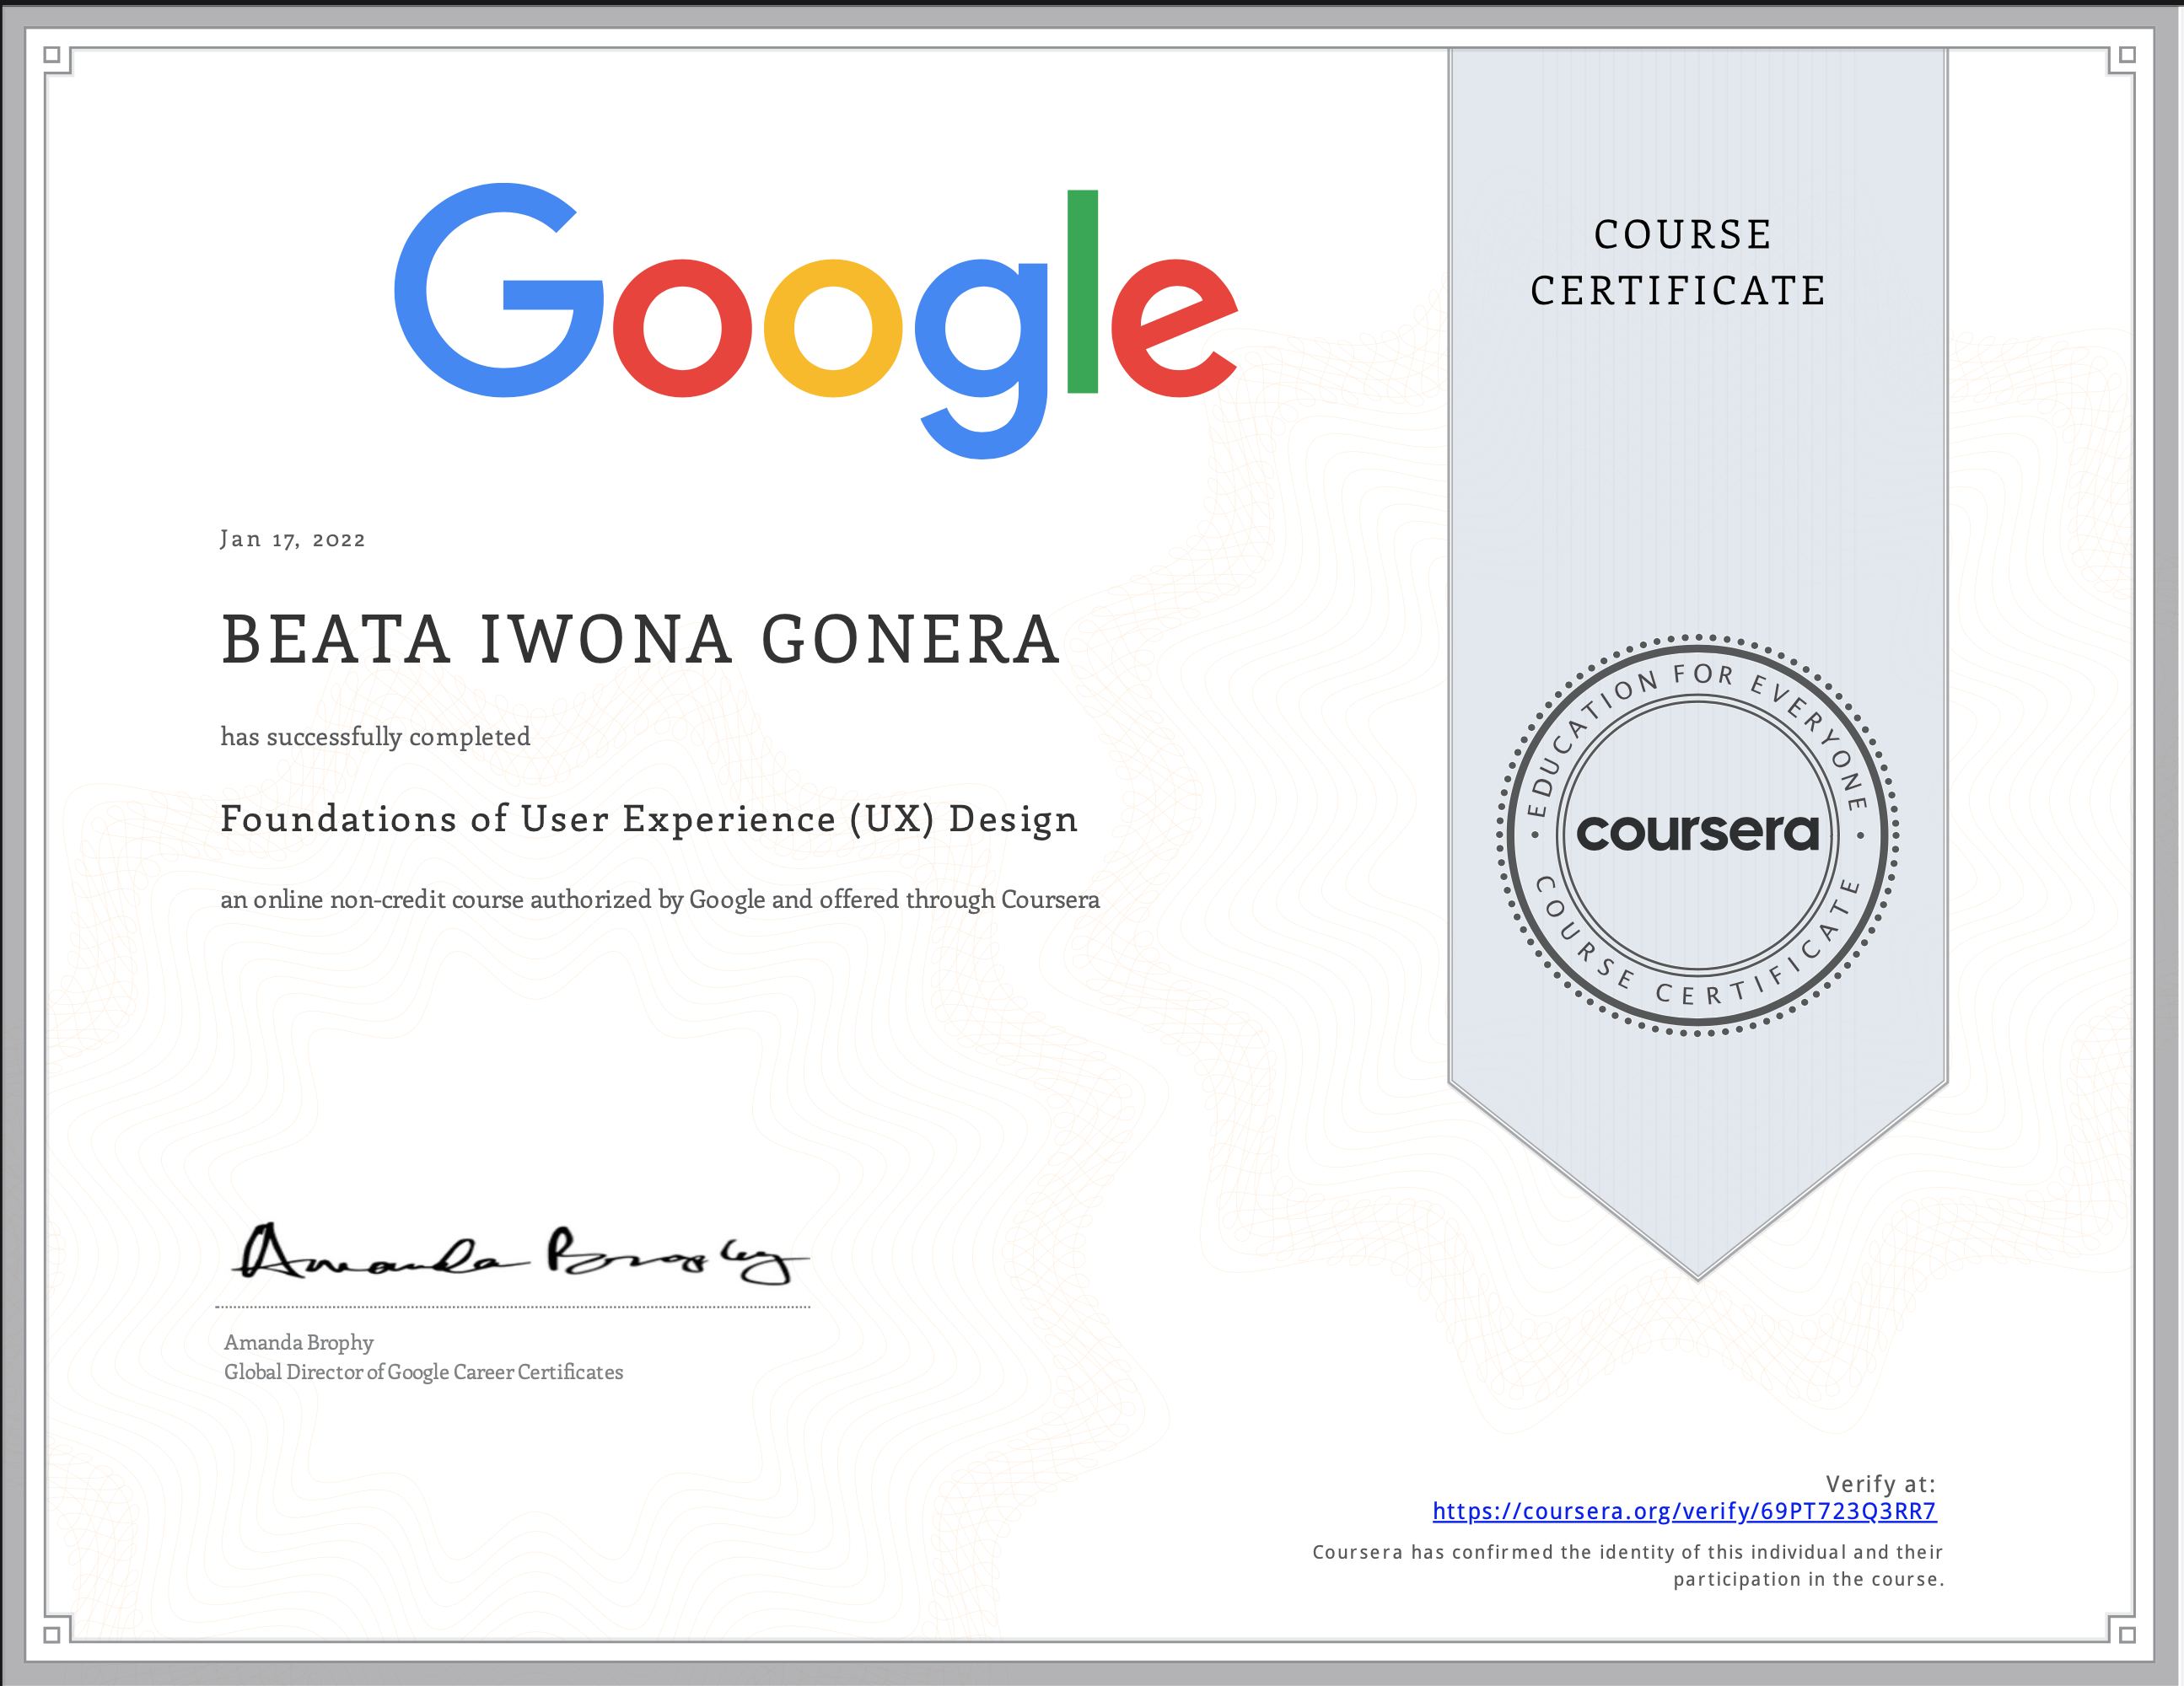 Google
COURSE
CERTIFICATE
Jan 17, 2022
BEATA IWONA GONERA
has successfully completed
Foundations of User Experience (UX) Design
an online non-credit course authorized by Google and offered through Coursera
EDUCATION FOR EVERYONE
coursera
COURSE CERTIFICATE
Amanda Brophy
Amanda Brophy
Global Director of Google Career Certificates
Verify at:
https://coursera.org/verify/69PT723Q3RR7
Coursera has confirmed the identity of this individual and their
participation in the course.